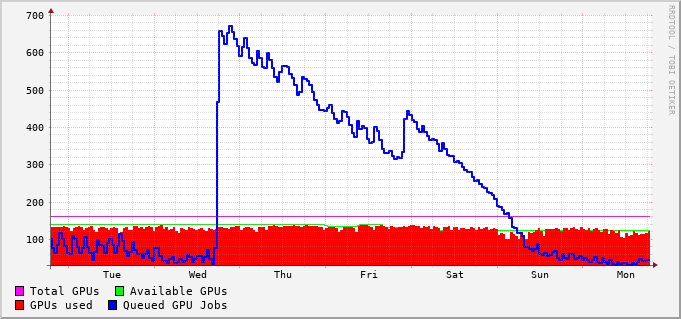 700
600
500
400
300
200
100
Tue Wed Thu Fri Sat Sun Mon
Total GPUs Available GPUs
GPUs used Queued GPU Jobs
RRDTOOL / TOBI OETIKER